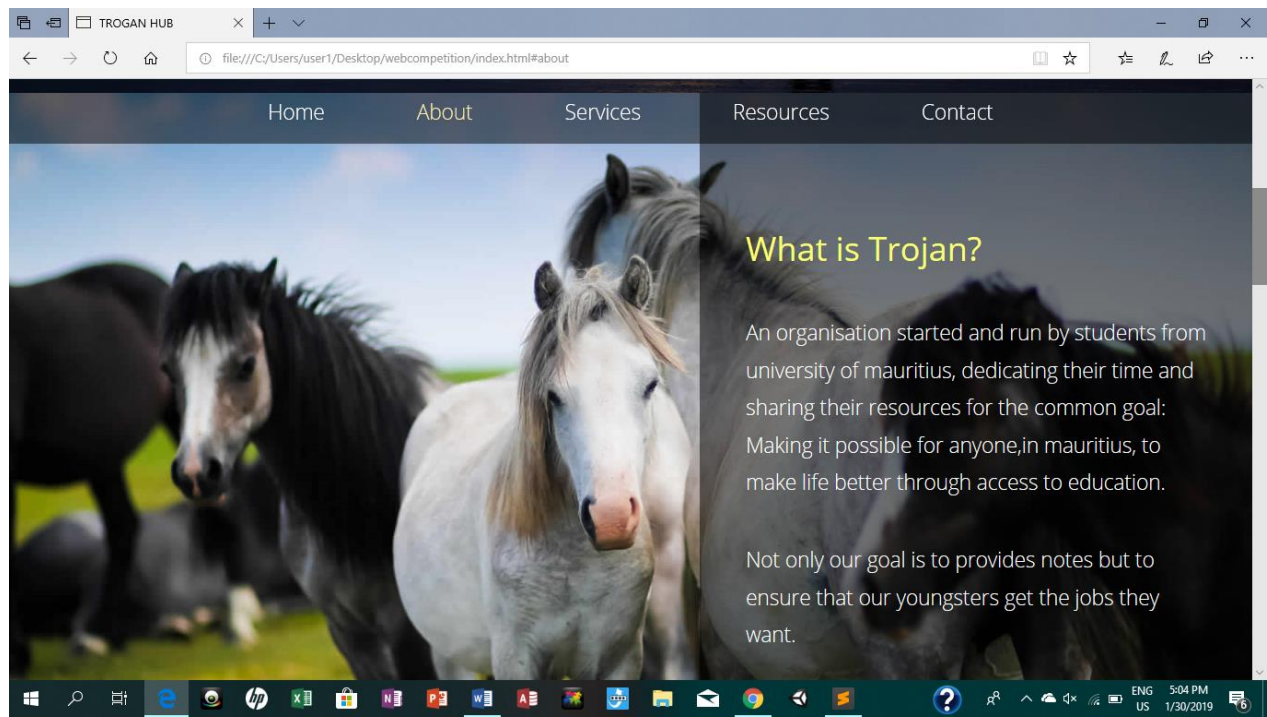 TROGAN HUB
file:///C:/Users/user1/Desktop/webcompetition/index.html#about
Home About Services Resources Contact
What is Trojan?
An organisation started and run by students from
university of mauritius, dedicating their time and
sharing their resources for the common goal:
Making it possible for anyone,in mauritius, to
make life better through access to education.
Not only our goal is to provides notes but to
ensure that our youngsters get the jobs they
want.
ENG 5:04 PM
US 1/30/2019 6